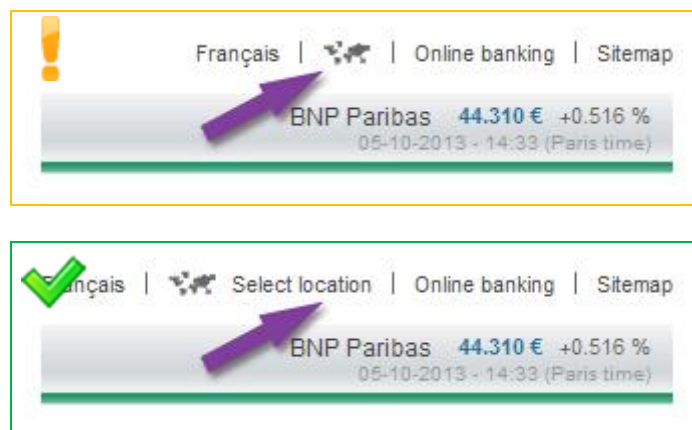 Français | | Online banking | Sitemap
BNP Paribas 44.310 € +0.516 %
05-10-2013 - 14:33 (Paris time)
nçais | Select location | Online banking | Sitemap
BNP Paribas 44.310 € +0.516 %
05-10-2013 - 14:33 (Paris time)